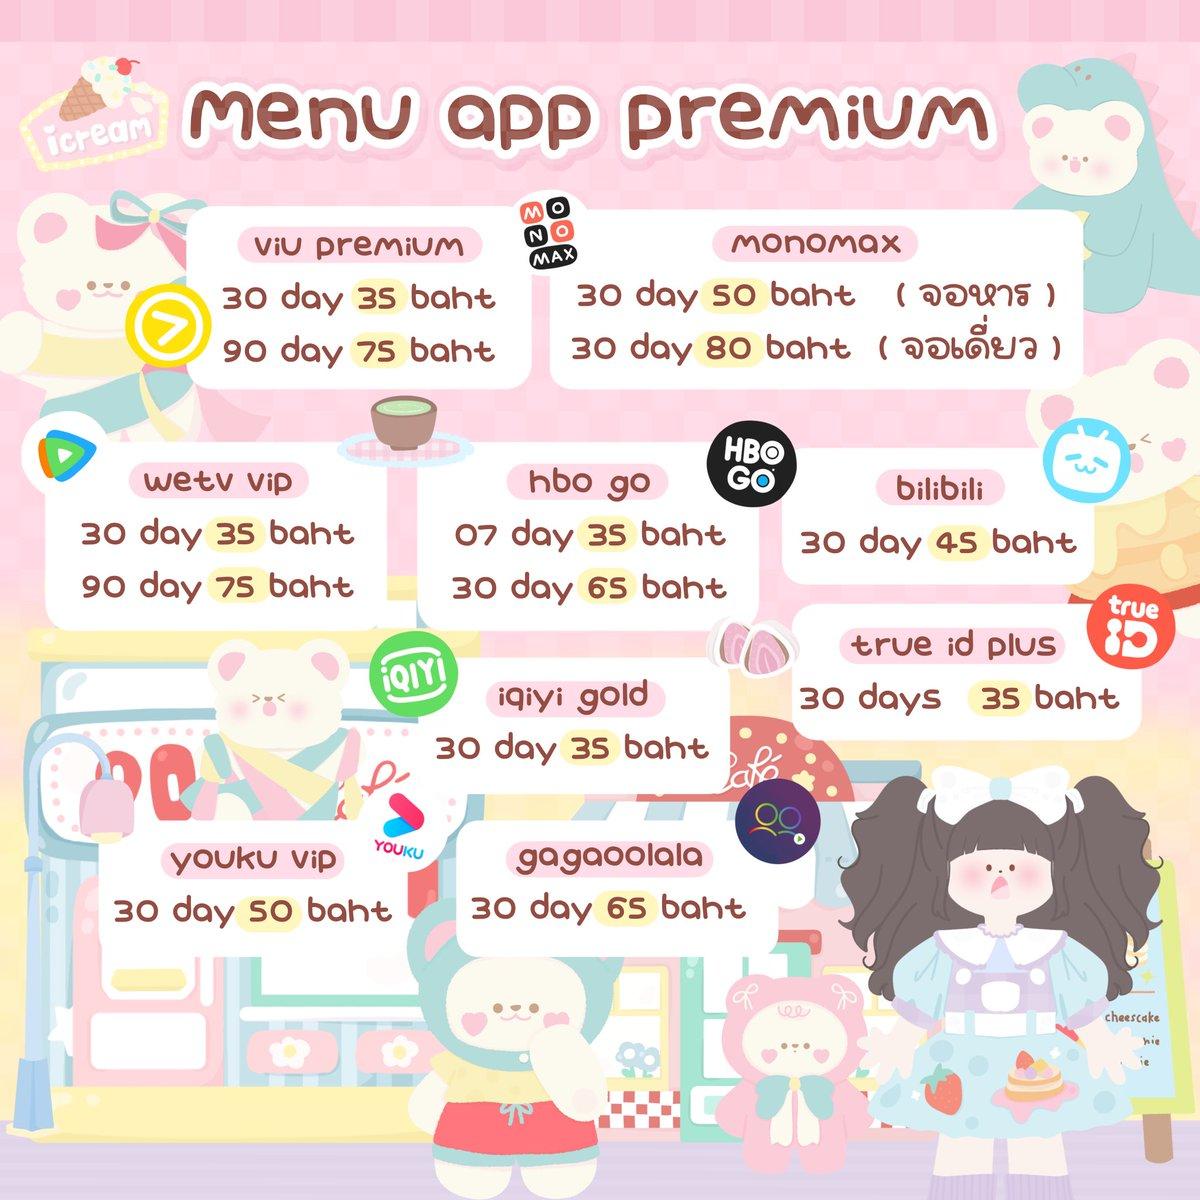 icream
menu app premium
viu premium
30 day 35 baht
90 day 75 baht
MONO
MAX
monomax
30 day 50 baht ( จอหาร )
30 day 80 baht ( จอเดี่ยว )
wetv vip
30 day 35 baht
90 day 75 baht
HBO
GO
hbo go
07 day 35 baht
30 day 65 baht
bilibili
30 day 45 baht
true
iD
true id plus
30 days 35 baht
iQIYI
iqiyi gold
30 day 35 baht
Café
YOUKU
youku vip
30 day 50 baht
gagaoolala
30 day 65 baht
cheesecake